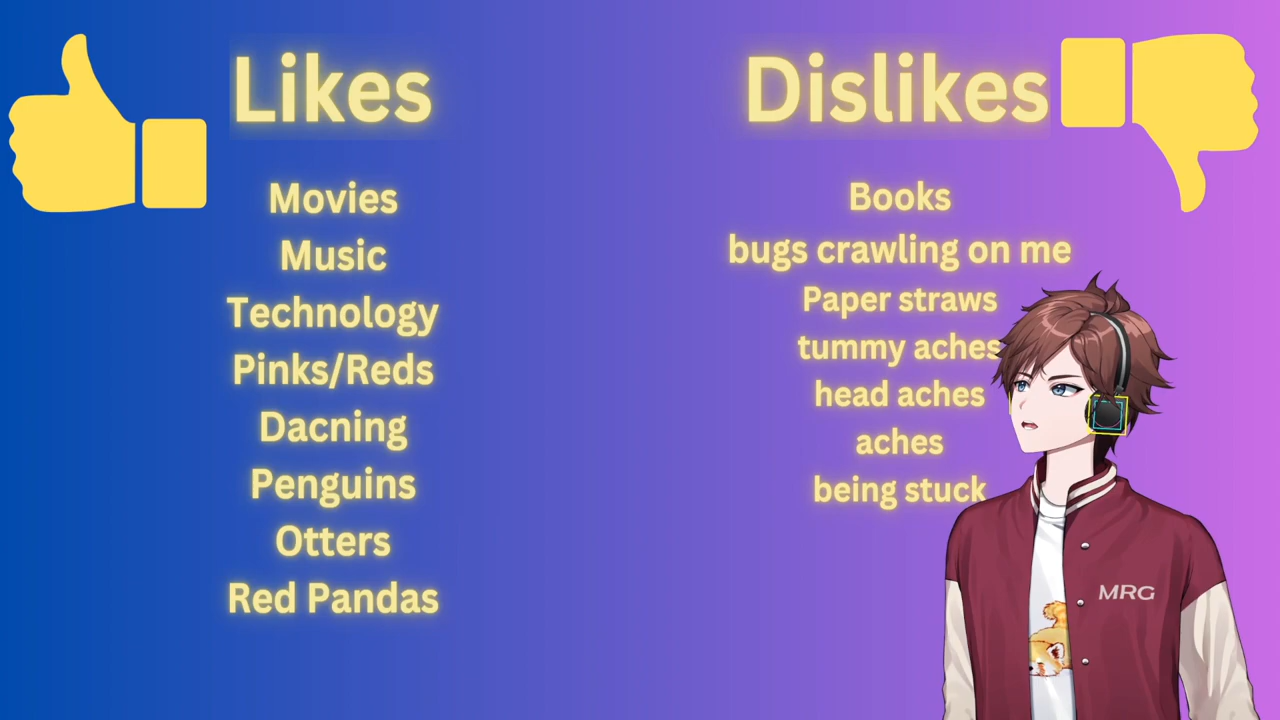 Likes
Movies
Music
Technology
Pinks/Reds
Dacning
Penguins
Otters
Red Pandas
Dislikes
Books
bugs crawling on me
Paper straws
tummy aches
head aches
aches
being stuck
MRG